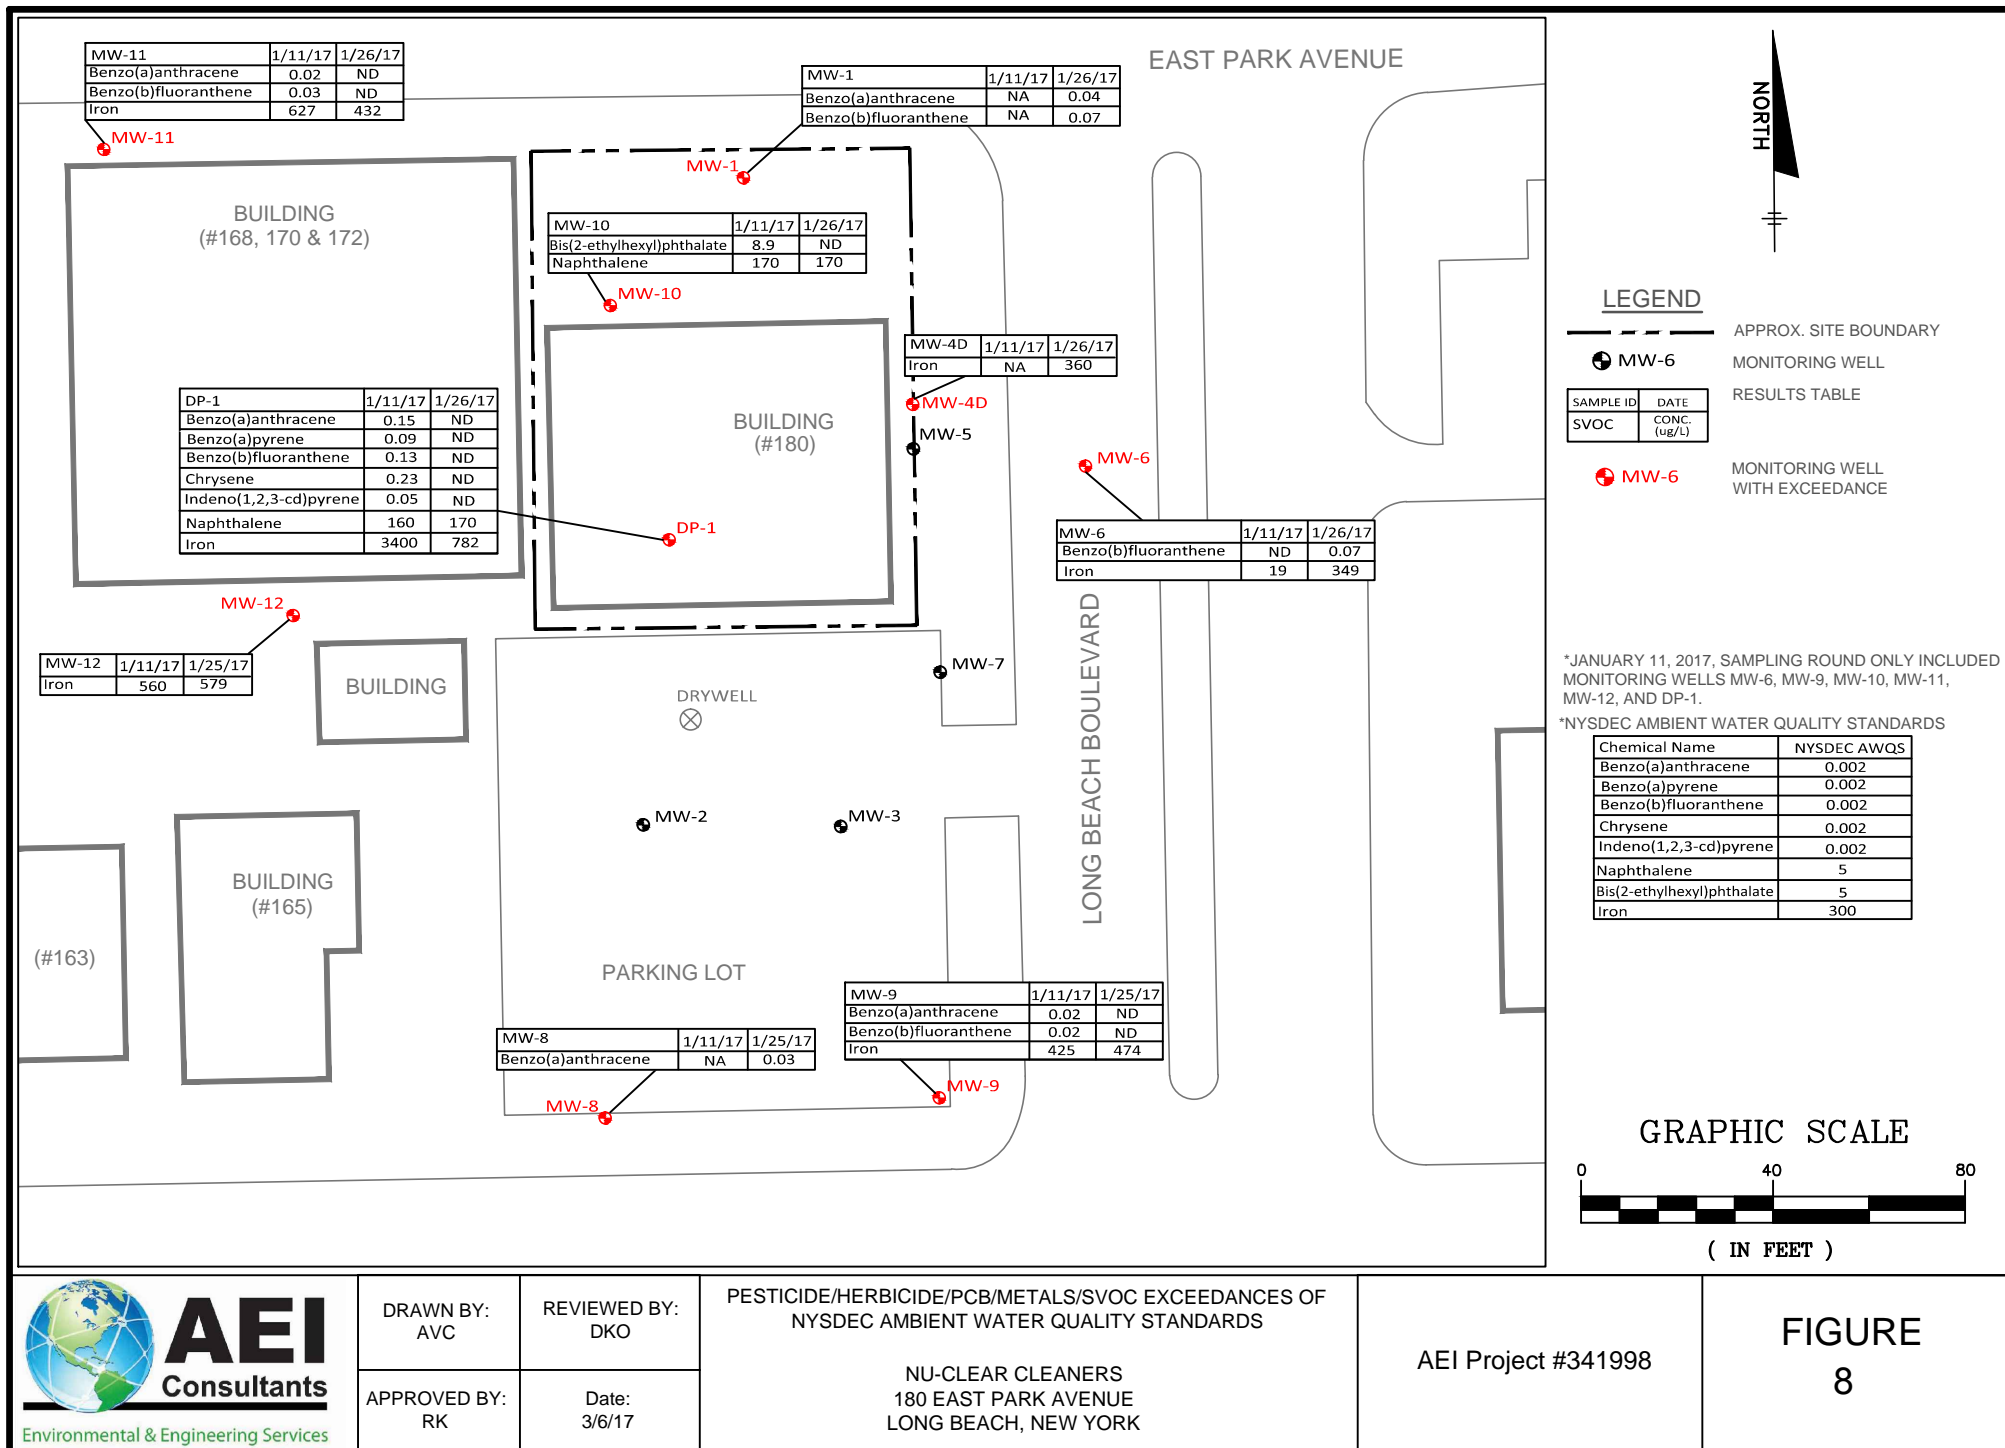 EAST PARK AVENUE
MW-11 1/11/17 1/26/17
Benzo(a)anthracene 0.02 ND
Benzo(b)fluoranthene 0.03 ND
Iron 627 432
MW-11
MW-1 1/11/17 1/26/17
Benzo(a)anthracene NA 0.04
Benzo(b)fluoranthene NA 0.07
MW-1
BUILDING
(#168, 170 & 172)
MW-10 1/11/17 1/26/17
Bis(2-ethylhexyl)phthalate 8.9 ND
Naphthalene 170 170
MW-10
MW-4D 1/11/17 1/26/17
Iron NA 360
MW-4D
MW-5
BUILDING
(#180)
DP-1 1/11/17 1/26/17
Benzo(a)anthracene 0.15 ND
Benzo(a)pyrene 0.09 ND
Benzo(b)fluoranthene 0.13 ND
Chrysene 0.23 ND
Indeno(1,2,3-cd)pyrene 0.05 ND
Naphthalene 160 170
Iron 3400 782
DP-1
MW-6
MW-6 1/11/17 1/26/17
Benzo(b)fluoranthene ND 0.07
Iron 19 349
MW-12
MW-12 1/11/17 1/25/17
Iron 560 579
BUILDING
MW-7
DRYWELL
LONG BEACH BOULEVARD
MW-2
MW-3
BUILDING
(#165)
(#163)
PARKING LOT
MW-8 1/11/17 1/25/17
Benzo(a)anthracene NA 0.03
MW-8
MW-9 1/11/17 1/25/17
Benzo(a)anthracene 0.02 ND
Benzo(b)fluoranthene 0.02 ND
Iron 425 474
MW-9
NORTH
LEGEND
APPROX. SITE BOUNDARY
MW-6 MONITORING WELL
RESULTS TABLE
SAMPLE ID DATE
SVOC CONC.
(ug/L)
MW-6 MONITORING WELL
WITH EXCEEDANCE
*JANUARY 11, 2017, SAMPLING ROUND ONLY INCLUDED
MONITORING WELLS MW-6, MW-9, MW-10, MW-11,
MW-12, AND DP-1.
*NYSDEC AMBIENT WATER QUALITY STANDARDS
Chemical Name NYSDEC AWQS
Benzo(a)anthracene 0.002
Benzo(a)pyrene 0.002
Benzo(b)fluoranthene 0.002
Chrysene 0.002
Indeno(1,2,3-cd)pyrene 0.002
Naphthalene 5
Bis(2-ethylhexyl)phthalate 5
Iron 300
GRAPHIC SCALE
0 40 80
( IN FEET )
AEI
Consultants
Environmental & Engineering Services
DRAWN BY:
AVC
REVIEWED BY:
DKO
APPROVED BY:
RK
Date:
3/6/17
PESTICIDE/HERBICIDE/PCB/METALS/SVOC EXCEEDANCES OF
NYSDEC AMBIENT WATER QUALITY STANDARDS
NU-CLEAR CLEANERS
180 EAST PARK AVENUE
LONG BEACH, NEW YORK
AEI Project #341998
FIGURE
8